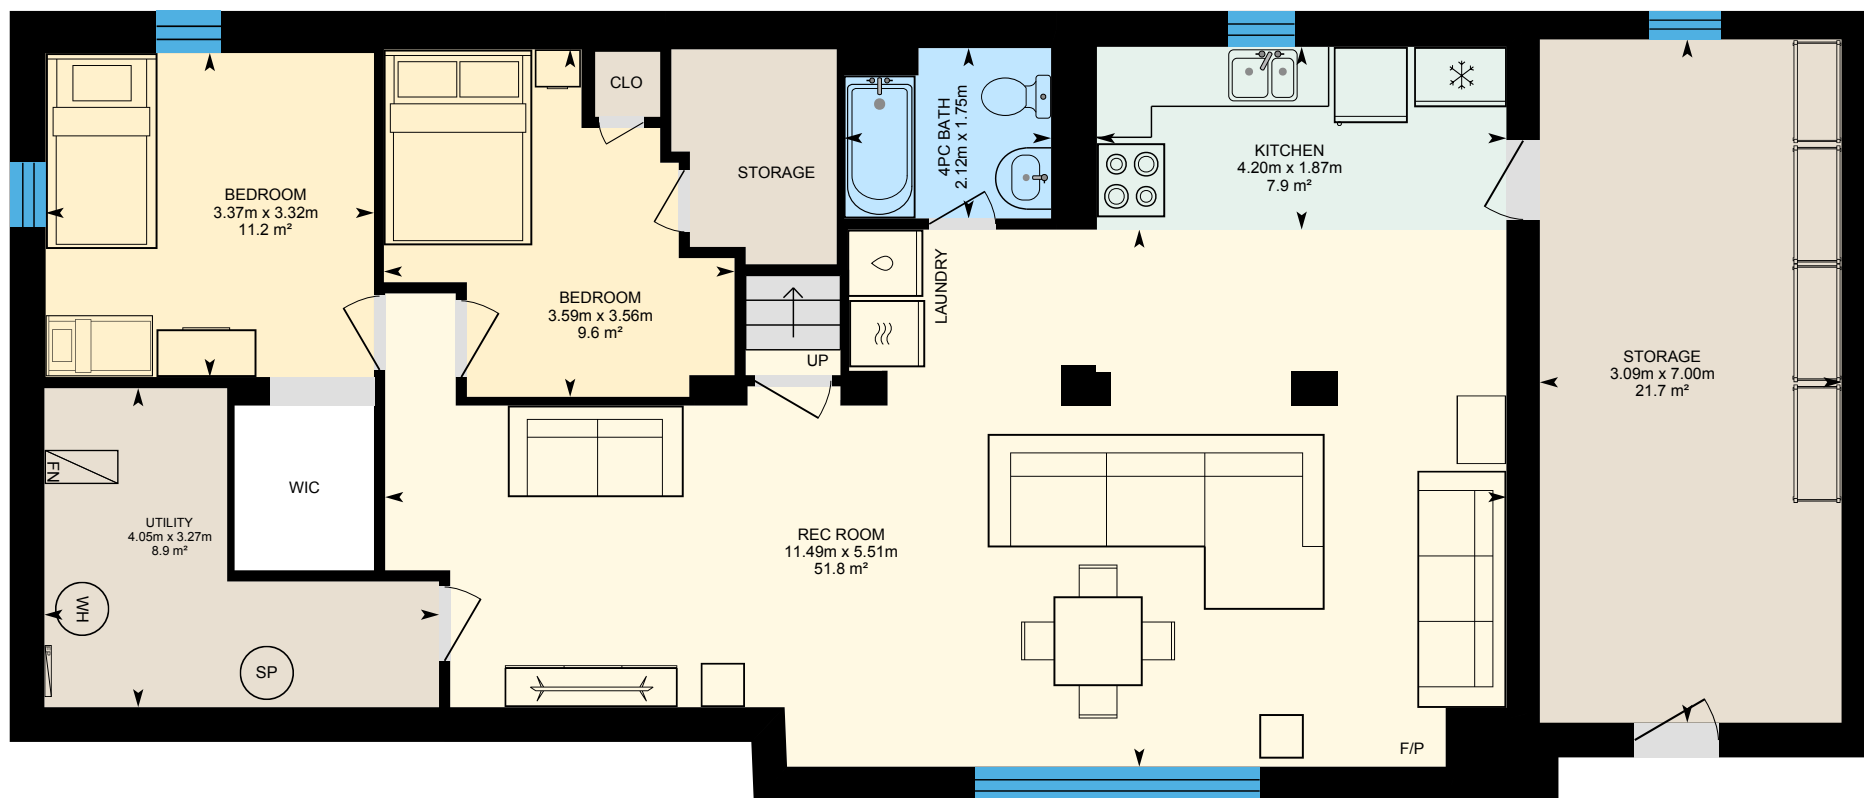 BEDROOM
3.37m x 3.32m
11.2 m²
CLO
STORAGE
BEDROOM
3.59m x 3.56m
9.6 m²
4PC BATH
2.12m x 1.75m
KITCHEN
4.20m x 1.87m
7.9 m²
LAUNDRY
UP
STORAGE
3.09m x 7.00m
21.7 m²
FN
WIC
UTILITY
4.05m x 3.27m
8.9 m²
WH
SP
REC ROOM
11.49m x 5.51m
51.8 m²
F/P